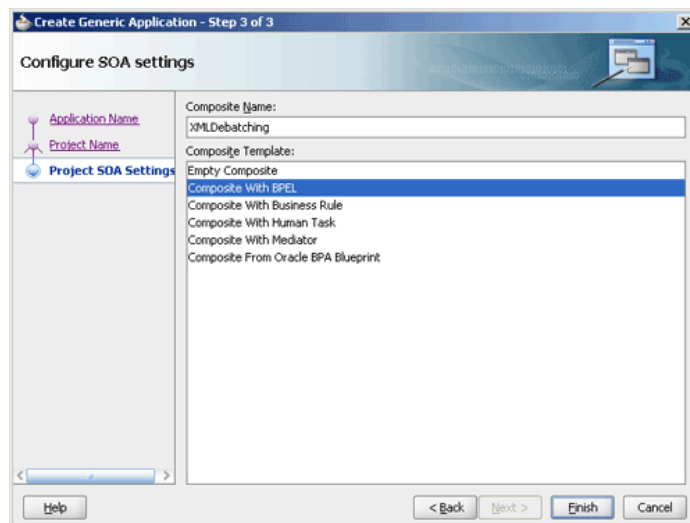 Create Generic Application - Step 3 of 3
Configure SOA settings
Application Name
Project Name
Project SOA Settings
Composite Name:
XMLDebatching
Composite Template:
Empty Composite
Composite With BPEL
Composite With Business Rule
Composite With Human Task
Composite With Mediator
Composite From Oracle BPA Blueprint
Help
< Back
Next >
Finish
Cancel